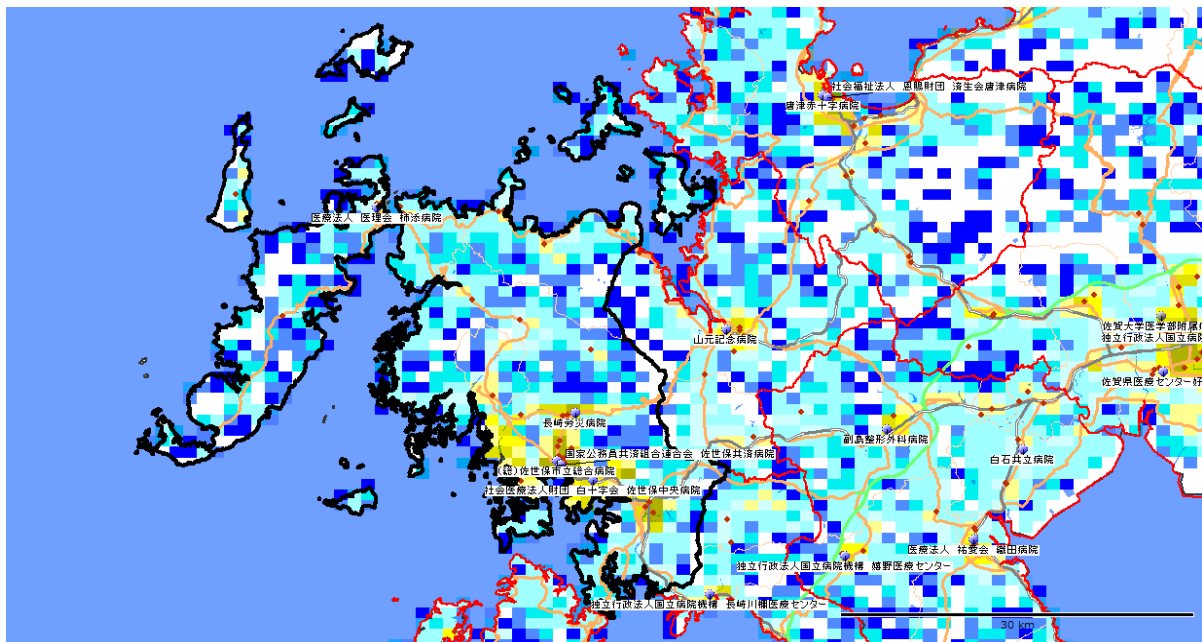 社会福祉法人　恩賜財団　済生会唐津病院
唐津赤十字病院
医療法人　医理会　柿添病院
佐賀大学医学部附属
独立行政法人国立病院
山元記念病院
佐賀県医療センター好
長崎労災病院
副島整形外科病院
国家公務員共済組合連合会　佐世保共済病院
白石共立病院
(総)佐世保市立総合病院
社会医療法人財団　白十字会　佐世保中央病院
医療法人　祐愛会　織田病院
独立行政法人国立病院機構　嬉野医療センター
独立行政法人国立病院機構　長崎川棚医療センター
30 km